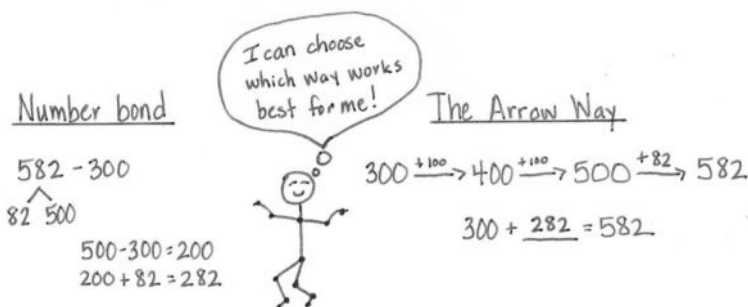 I can choose
which way works
best for me!
Number bond
582 - 300
82 500
500-300=200
200+82=282
The Arrow Way
300 +100→ 400 +100→ 500 +82→ 582
300 + 282 = 582